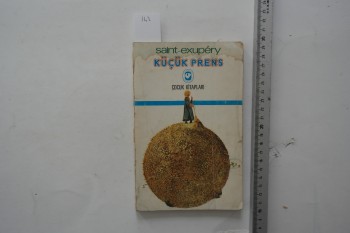 saint-exupéry
KÜÇÜK PRENS
ÇOCUK KİTAPLARI